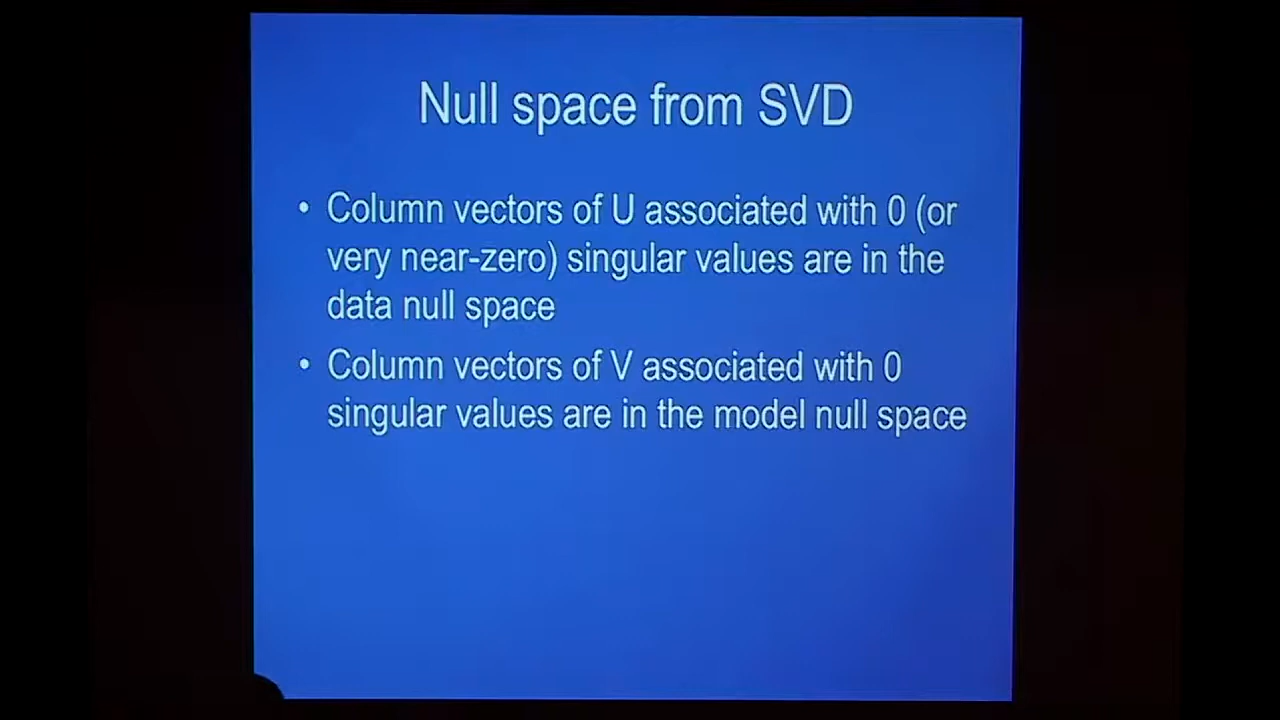 Null space from SVD
• Column vectors of U associated with 0 (or
very near-zero) singular values are in the
data null space
• Column vectors of V associated with 0
singular values are in the model null space